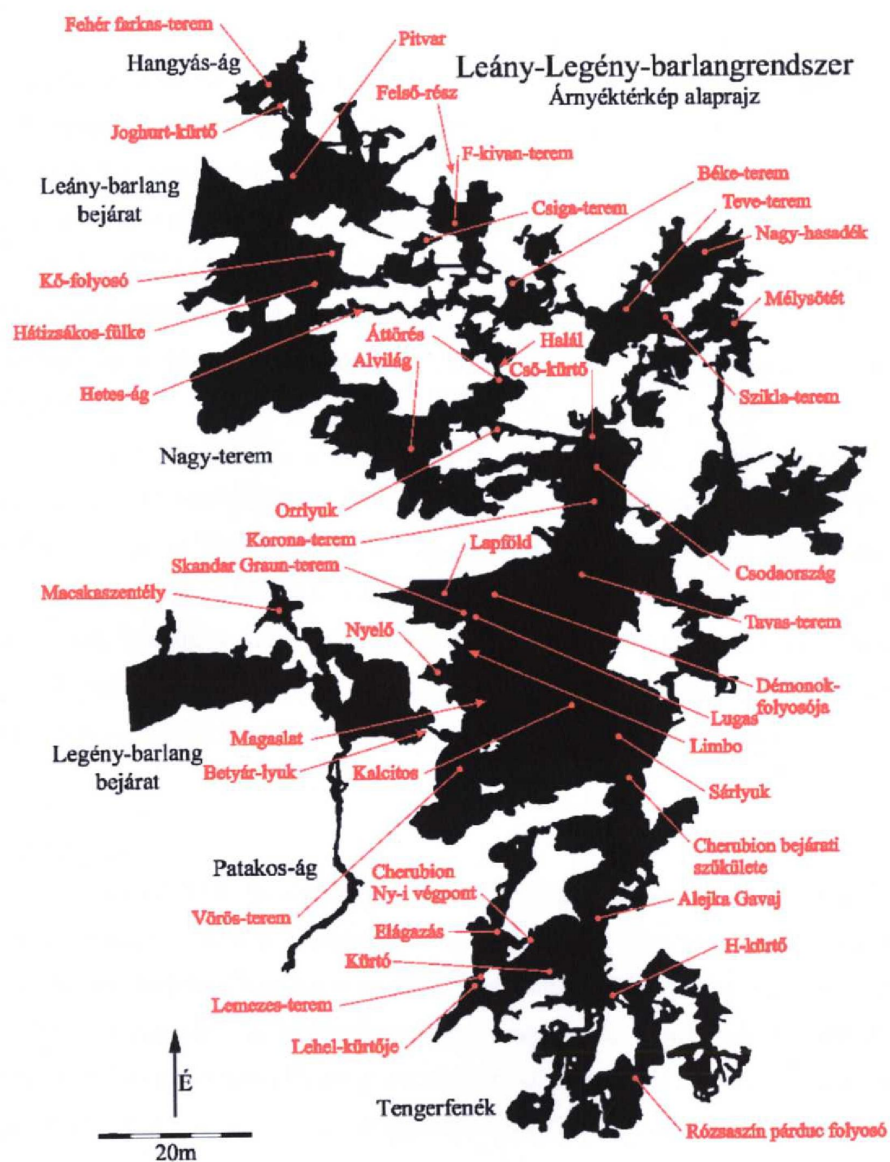 Leány-Legény-barlangrendszer
Árnyéktérkép alaprajz
Fehér farkas-terem
Pitvar
Hangyás-ág
Felső-rész
Joghurt-kürtő
F-kivan-terem
Béke-terem
Leány-barlang
bejárat
Teve-terem
Csiga-terem
Nagy-hasadék
Kő-folyosó
Mélysötét
Hátizsákos-fülke
Áttörés
Halál
Alvilág
Cső-kürtő
Hetes-ág
Szikla-terem
Nagy-terem
Orrlyuk
Korona-terem
Lapföld
Skandar Graun-terem
Csodaország
Macskaszentély
Tavas-terem
Nyelő
Démonok-
folyosója
Lugas
Magaslat
Limbo
Legény-barlang
bejárat
Betyár-lyuk
Kalcitos
Sárlyuk
Cherubion bejárati
szűkülete
Patakos-ág
Cherubion
Ny-i végpont
Alejka Gavaj
Vörös-terem
Elágazás
H-kürtő
Kürtó
Lemezes-terem
Lehel-kürtője
É
Tengerfenék
Rózsaszín párduc folyosó
20m